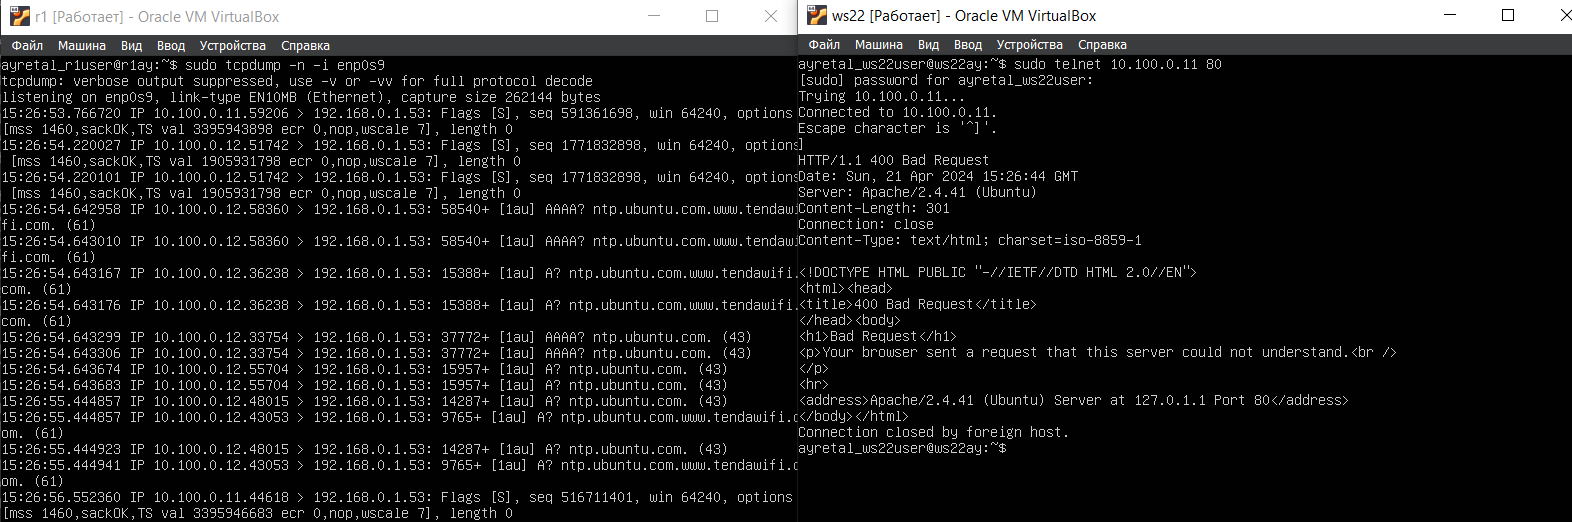 r1 [Работает] - Oracle VM VirtualBox
Файл Машина Вид Ввод Устройства Справка
ayretal_r1user@r1ay:~$ sudo tcpdump -n -i enp0s9
tcpdump: verbose output suppressed, use -v or -vv for full protocol decode
listening on enp0s9, link-type EN10MB (Ethernet), capture size 262144 bytes
15:26:53.766720 IP 10.100.0.11.59206 > 192.168.0.1.53: Flags [S], seq 591361698, win 64240, options
[mss 1460,sackOK,TS val 3395943898 ecr 0,nop,wscale 7], length 0
15:26:54.220027 IP 10.100.0.12.51742 > 192.168.0.1.53: Flags [S], seq 1771832898, win 64240, options
[mss 1460,sackOK,TS val 1905931798 ecr 0,nop,wscale 7], length 0
15:26:54.220101 IP 10.100.0.12.51742 > 192.168.0.1.53: Flags [S], seq 1771832898, win 64240, options
[mss 1460,sackOK,TS val 1905931798 ecr 0,nop,wscale 7], length 0
15:26:54.642958 IP 10.100.0.12.58360 > 192.168.0.1.53: 58540+ [1au] AAAA? ntp.ubuntu.com.www.tendawi
fi.com. (61)
15:26:54.643010 IP 10.100.0.12.58360 > 192.168.0.1.53: 58540+ [1au] AAAA? ntp.ubuntu.com.www.tendawi
fi.com. (61)
15:26:54.643167 IP 10.100.0.12.36238 > 192.168.0.1.53: 15388+ [1au] A? ntp.ubuntu.com.www.tendawifi.
com. (61)
15:26:54.643176 IP 10.100.0.12.36238 > 192.168.0.1.53: 15388+ [1au] A? ntp.ubuntu.com.www.tendawifi.
com. (61)
15:26:54.643299 IP 10.100.0.12.33754 > 192.168.0.1.53: 37772+ [1au] AAAA? ntp.ubuntu.com. (43)
15:26:54.643306 IP 10.100.0.12.33754 > 192.168.0.1.53: 37772+ [1au] AAAA? ntp.ubuntu.com. (43)
15:26:54.643674 IP 10.100.0.12.55704 > 192.168.0.1.53: 15957+ [1au] A? ntp.ubuntu.com. (43)
15:26:54.643683 IP 10.100.0.12.55704 > 192.168.0.1.53: 15957+ [1au] A? ntp.ubuntu.com. (43)
15:26:55.444857 IP 10.100.0.12.48015 > 192.168.0.1.53: 14287+ [1au] A? ntp.ubuntu.com. (43)
15:26:55.444857 IP 10.100.0.12.43053 > 192.168.0.1.53: 9765+ [1au] A? ntp.ubuntu.com.www.tendawifi.c
om. (61)
15:26:55.444923 IP 10.100.0.12.48015 > 192.168.0.1.53: 14287+ [1au] A? ntp.ubuntu.com. (43)
15:26:55.444941 IP 10.100.0.12.43053 > 192.168.0.1.53: 9765+ [1au] A? ntp.ubuntu.com.www.tendawifi.c
om. (61)
15:26:56.552360 IP 10.100.0.11.44618 > 192.168.0.1.53: Flags [S], seq 516711401, win 64240, options
[mss 1460,sackOK,TS val 3395946683 ecr 0,nop,wscale 7], length 0
ws22 [Работает] - Oracle VM VirtualBox
Файл Машина Вид Ввод Устройства Справка
ayretal_ws22user@ws22ay:~$ sudo telnet 10.100.0.11 80
[sudo] password for ayretal_ws22user:
Trying 10.100.0.11...
Connected to 10.100.0.11.
Escape character is '^]'.
]
HTTP/1.1 400 Bad Request
Date: Sun, 21 Apr 2024 15:26:44 GMT
Server: Apache/2.4.41 (Ubuntu)
Content-Length: 301
Connection: close
Content-Type: text/html; charset=iso-8859-1
<!DOCTYPE HTML PUBLIC "-//IETF//DTD HTML 2.0//EN">
<html><head>
<title>400 Bad Request</title>
</head><body>
<h1>Bad Request</h1>
<p>Your browser sent a request that this server could not understand.<br />
</p>
<hr>
<address>Apache/2.4.41 (Ubuntu) Server at 127.0.1.1 Port 80</address>
</body></html>
Connection closed by foreign host.
ayretal_ws22user@ws22ay:~$